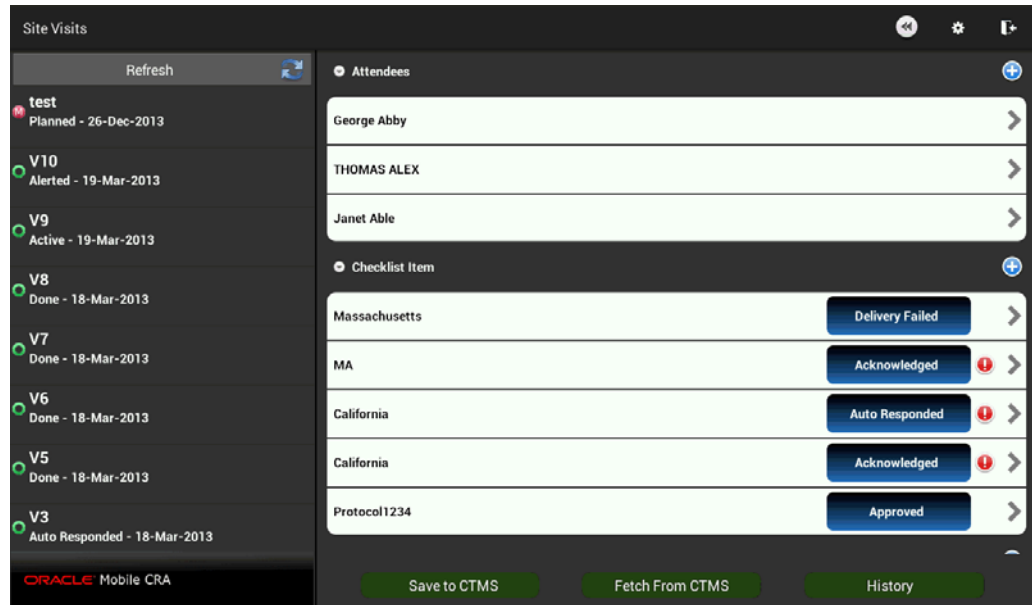 Site Visits
Refresh
test
Planned - 26-Dec-2013
V10
Alerted - 19-Mar-2013
V9
Active - 19-Mar-2013
V8
Done - 18-Mar-2013
V7
Done - 18-Mar-2013
V6
Done - 18-Mar-2013
V5
Done - 18-Mar-2013
V3
Auto Responded - 18-Mar-2013
ORACLE Mobile CRA
Attendees
George Abby
THOMAS ALEX
Janet Able
Checklist Item
Massachusetts Delivery Failed
MA Acknowledged
California Auto Responded
California Acknowledged
Protocol1234 Approved
Save to CTMS Fetch From CTMS History